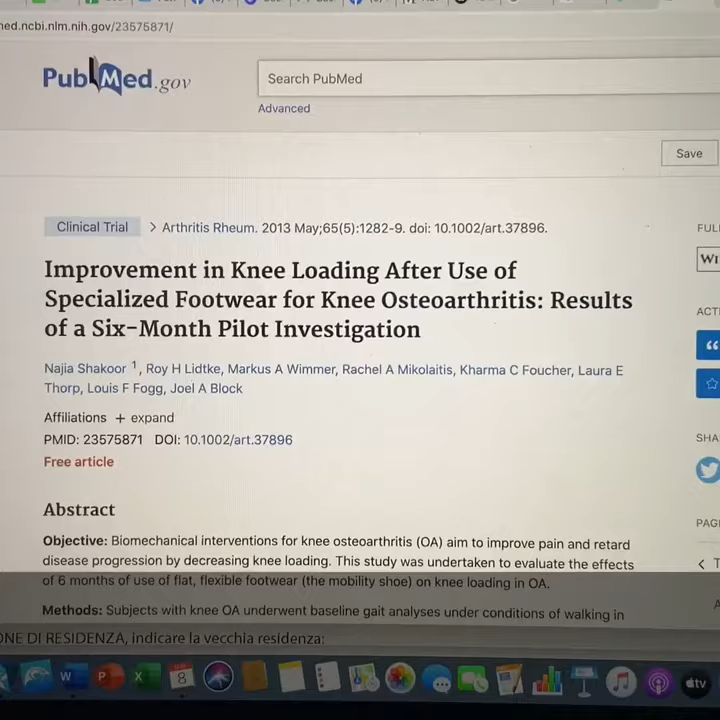 ned.ncbi.nlm.nih.gov/23575871/
PubMed.gov
Search PubMed
Advanced
Save
Clinical Trial > Arthritis Rheum. 2013 May;65(5):1282-9. doi: 10.1002/art.37896.
FULL
Improvement in Knee Loading After Use of
Specialized Footwear for Knee Osteoarthritis: Results
of a Six-Month Pilot Investigation
ACTI
Najia Shakoor 1, Roy H Lidtke, Markus A Wimmer, Rachel A Mikolaitis, Kharma C Foucher, Laura E
Thorp, Louis F Fogg, Joel A Block
Affiliations + expand
PMID: 23575871 DOI: 10.1002/art.37896
SHA
Free article
Abstract
PAG
Objective: Biomechanical interventions for knee osteoarthritis (OA) aim to improve pain and retard
disease progression by decreasing knee loading. This study was undertaken to evaluate the effects
of 6 months of use of flat, flexible footwear (the mobility shoe) on knee loading in OA.
Methods: Subjects with knee OA underwent baseline gait analyses under conditions of walking in
ONE DI RESIDENZA, indicare la vecchia residenza:
W P X 8 tv